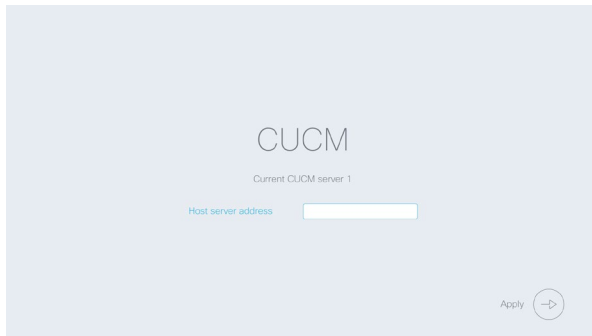 CUCM
Current CUCM server 1
Host server address
Apply